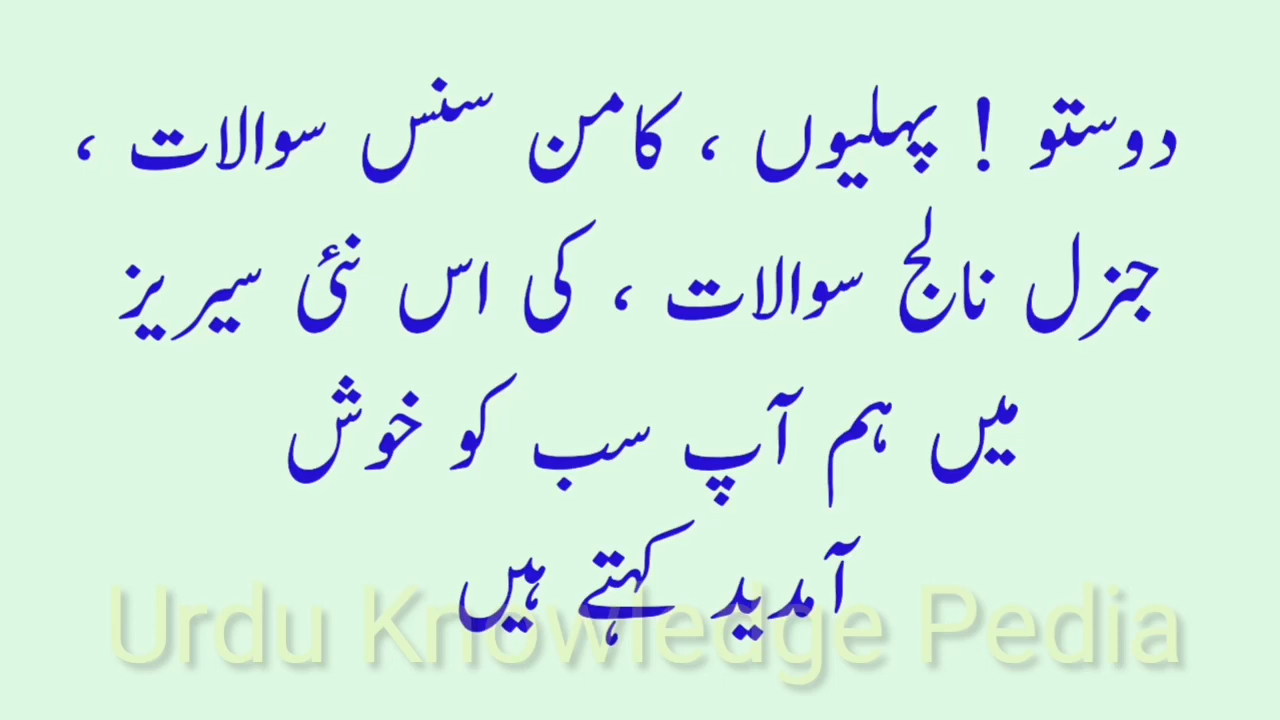 دوستو ! پہلیوں ، کامن سنس سوالات ،
جنرل نالج سوالات ، کی اس نئی سیریز
میں ہم آپ سب کو خوش
آمدید کہتے ہیں
Urdu Knowledge Pedia